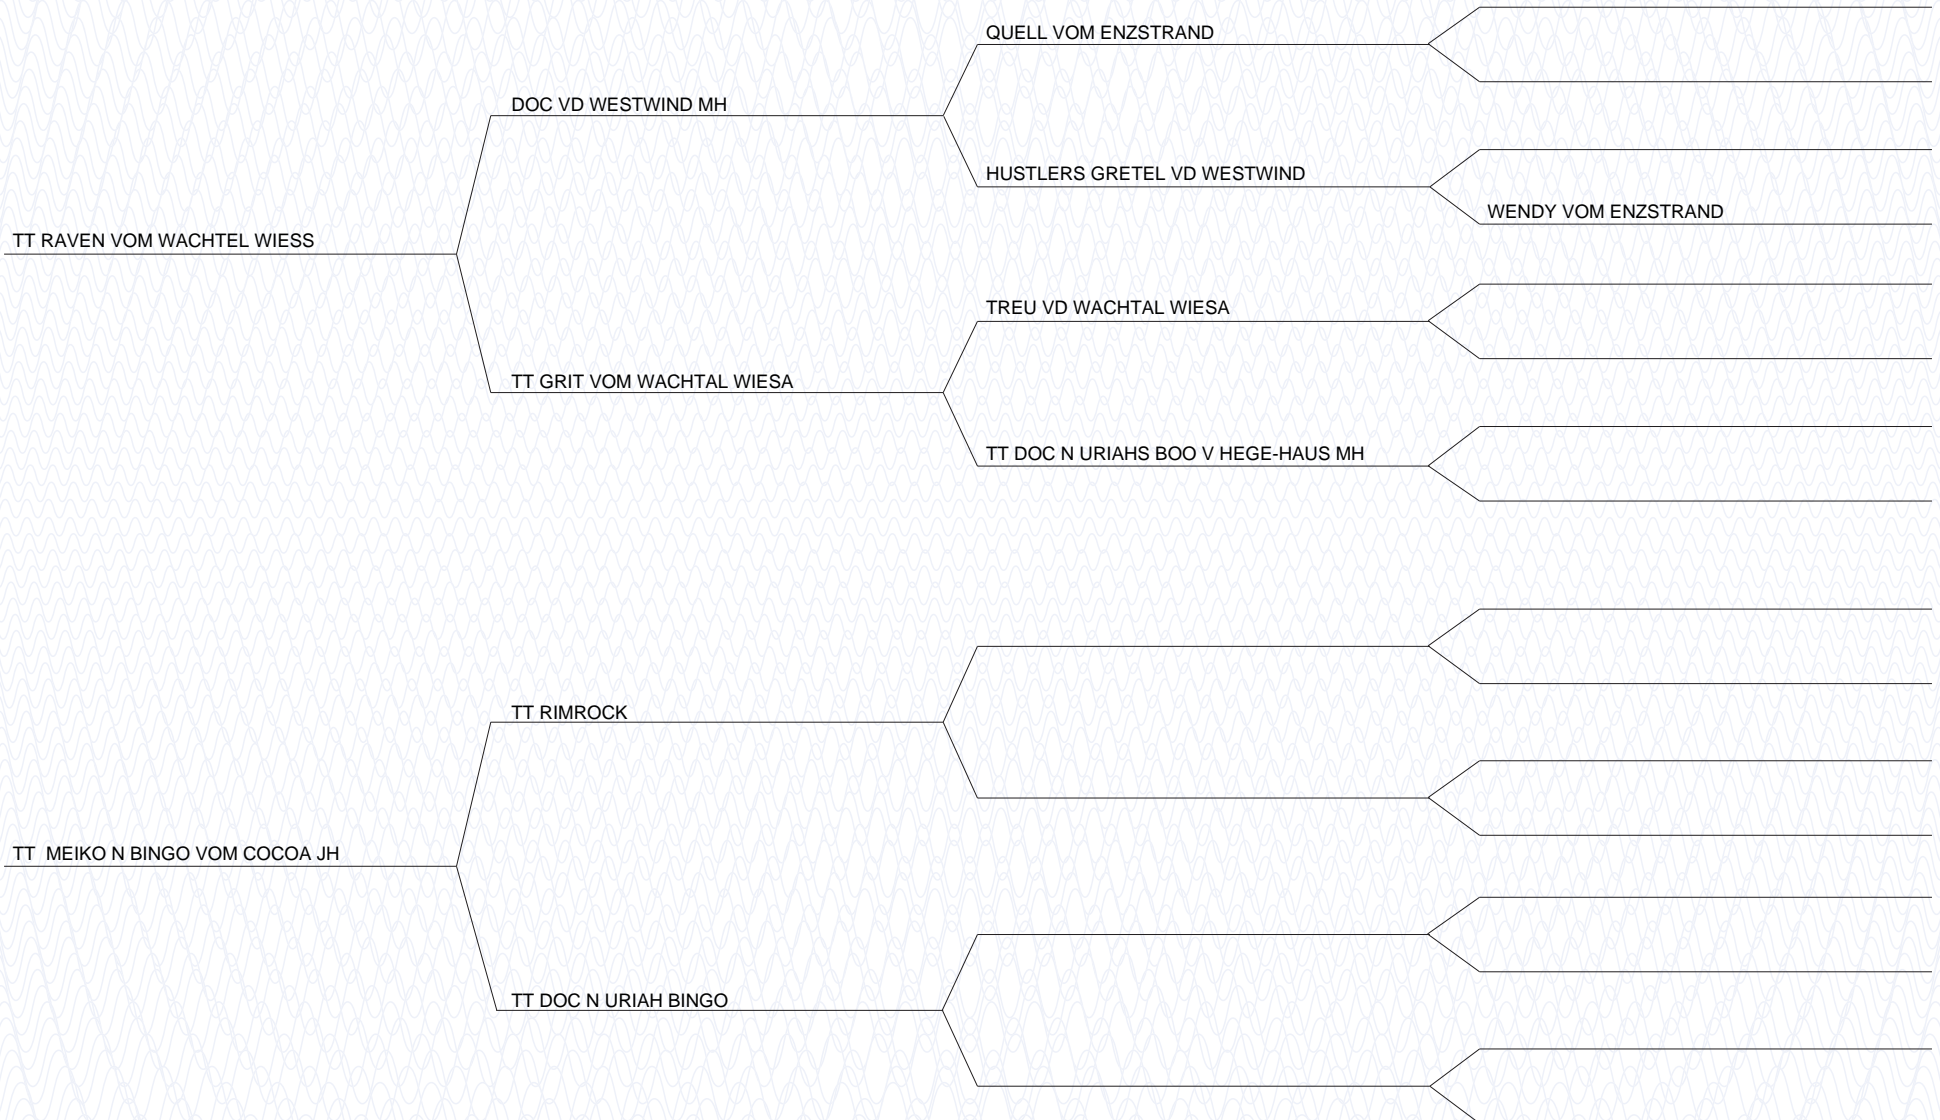 QUELL VOM ENZSTRAND
DOC VD WESTWIND MH
HUSTLERS GRETEL VD WESTWIND
WENDY VOM ENZSTRAND
TT RAVEN VOM WACHTEL WIESS
TREU VD WACHTAL WIESA
TT GRIT VOM WACHTAL WIESA
TT DOC N URIAHS BOO V HEGE-HAUS MH
TT RIMROCK
TT  MEIKO N BINGO VOM COCOA JH
TT DOC N URIAH BINGO